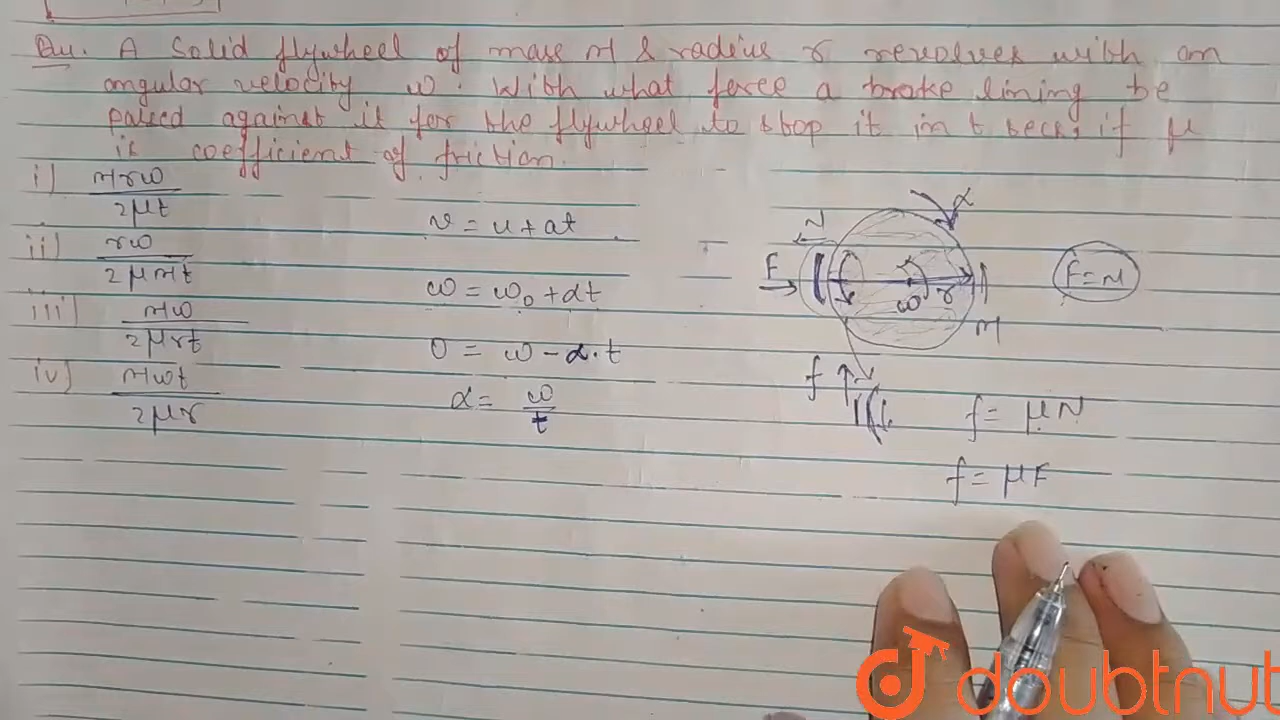 Qu. A Solid flywheel of mass M & radius r revolves with an
angular velocity ω. With what force a brake lining be
paced against it for the flywheel to stop it in t secs, if μ
is coefficient of friction.
i) Mrω
2μt
ii) rω
2μMt
iii) Mω
2μrt
iv) Mωt
2μr
v = u + at
ω = ω₀ + αt
0 = ω - α.t
α = ω
t
α
N
F
ω r
M
F = N
f
f = μN
f = μF
doubtnut